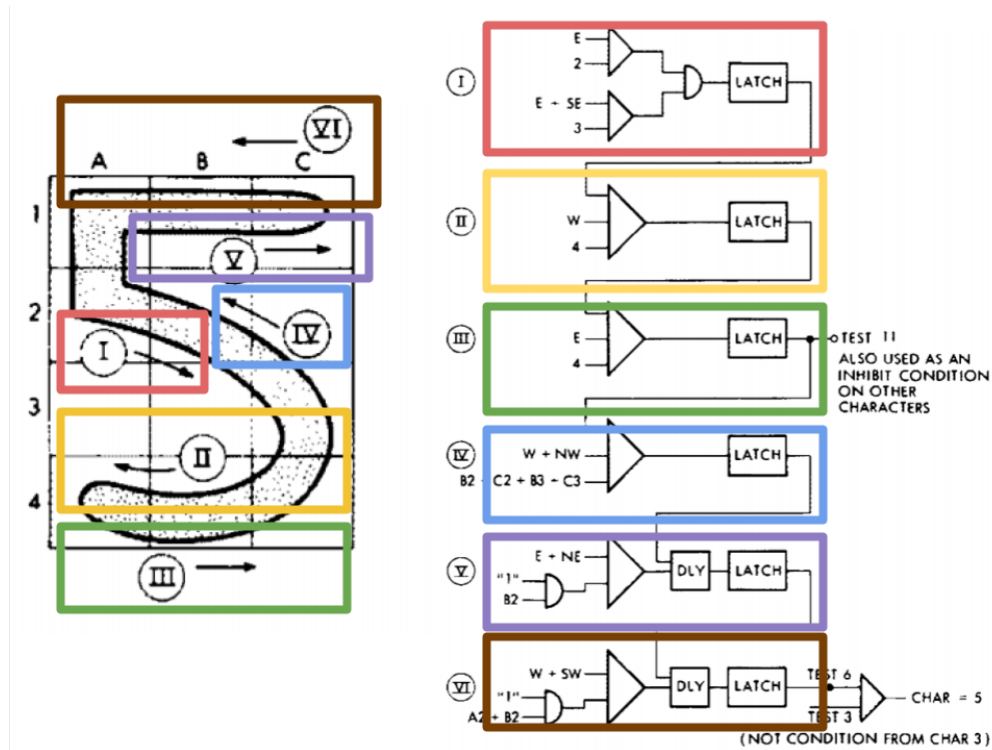 VI
A B C
1
V
2
IV
I
3
II
4
III
I
E
2
E + SE
3
LATCH
II
W
4
LATCH
III
E
4
LATCH
TEST 11
ALSO USED AS AN
INHIBIT CONDITION
ON OTHER
CHARACTERS
IV
W + NW
B2 C2 + B3 + C3
LATCH
V
E + NE
"1"
B2
DLY
LATCH
VI
W + SW
"1"
A2 + B2
DLY
LATCH
TEST 6
TEST 3
CHAR = 5
(NOT CONDITION FROM CHAR 3)